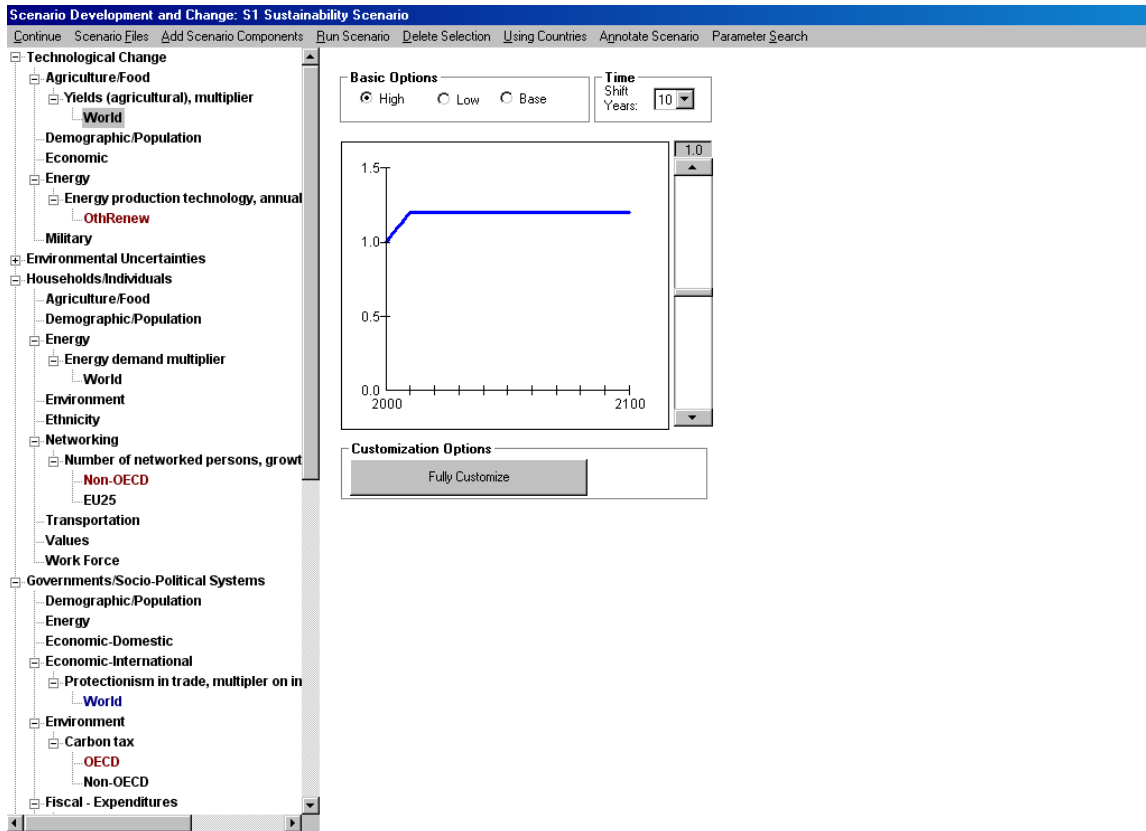 Scenario Development and Change: S1 Sustainability Scenario
Continue Scenario Files Add Scenario Components Run Scenario Delete Selection Using Countries Annotate Scenario Parameter Search
Technological Change
Agriculture/Food
Yields (agricultural), multiplier
World
Demographic/Population
Economic
Energy
Energy production technology, annual
OthRenew
Military
Environmental Uncertainties
Households/Individuals
Agriculture/Food
Demographic/Population
Energy
Energy demand multiplier
World
Environment
Ethnicity
Networking
Number of networked persons, growt
Non-OECD
EU25
Transportation
Values
Work Force
Governments/Socio-Political Systems
Demographic/Population
Energy
Economic-Domestic
Economic-International
Protectionism in trade, multipler on in
World
Environment
Carbon tax
OECD
Non-OECD
Fiscal - Expenditures
Basic Options
High Low Base
Time
Shift
Years: 10
1.0
1.5
1.0
0.5
0.0
2000 2100
Customization Options
Fully Customize